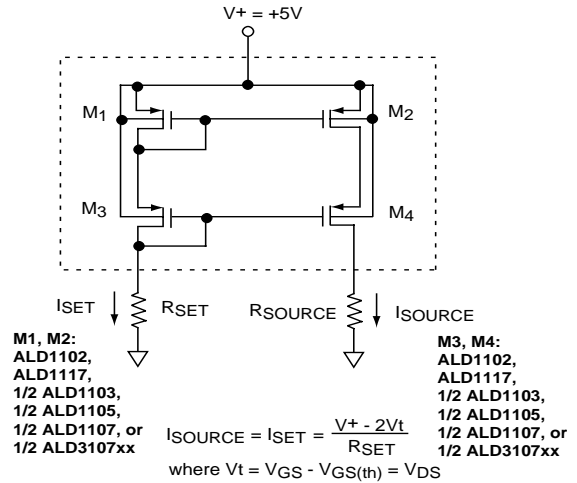 V+ = +5V
M1
M2
M3
M4
ISET
RSET
RSOURCE
ISOURCE
M1, M2:
ALD1102,
ALD1117,
1/2 ALD1103,
1/2 ALD1105,
1/2 ALD1107, or
1/2 ALD3107xx
M3, M4:
ALD1102,
ALD1117,
1/2 ALD1103,
1/2 ALD1105,
1/2 ALD1107, or
1/2 ALD3107xx
ISOURCE = ISET = V+ - 2Vt
RSET
where Vt = VGS - VGS(th) = VDS